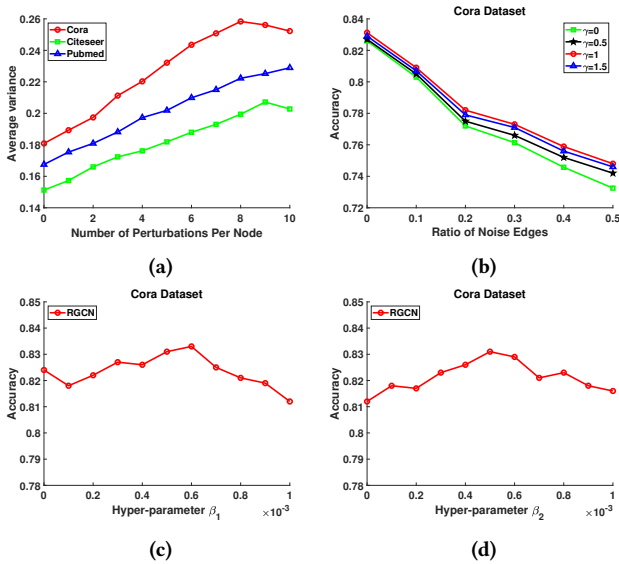 0.26
0.24
0.22
0.2
0.18
0.16
0.14
Average variance
Cora
Citeseer
Pubmed
0 2 4 6 8 10
Number of Perturbations Per Node
(a)
Cora Dataset
0.84
0.82
0.8
0.78
0.76
0.74
0.72
Accuracy
γ=0
γ=0.5
γ=1
γ=1.5
0 0.1 0.2 0.3 0.4 0.5
Ratio of Noise Edges
(b)
Cora Dataset
0.85
0.84
0.83
0.82
0.81
0.8
0.79
0.78
Accuracy
RGCN
0 0.2 0.4 0.6 0.8 1
Hyper-parameter β1 ×10-3
(c)
Cora Dataset
0.85
0.84
0.83
0.82
0.81
0.8
0.79
0.78
Accuracy
RGCN
0 0.2 0.4 0.6 0.8 1
Hyper-parameter β2 ×10-3
(d)